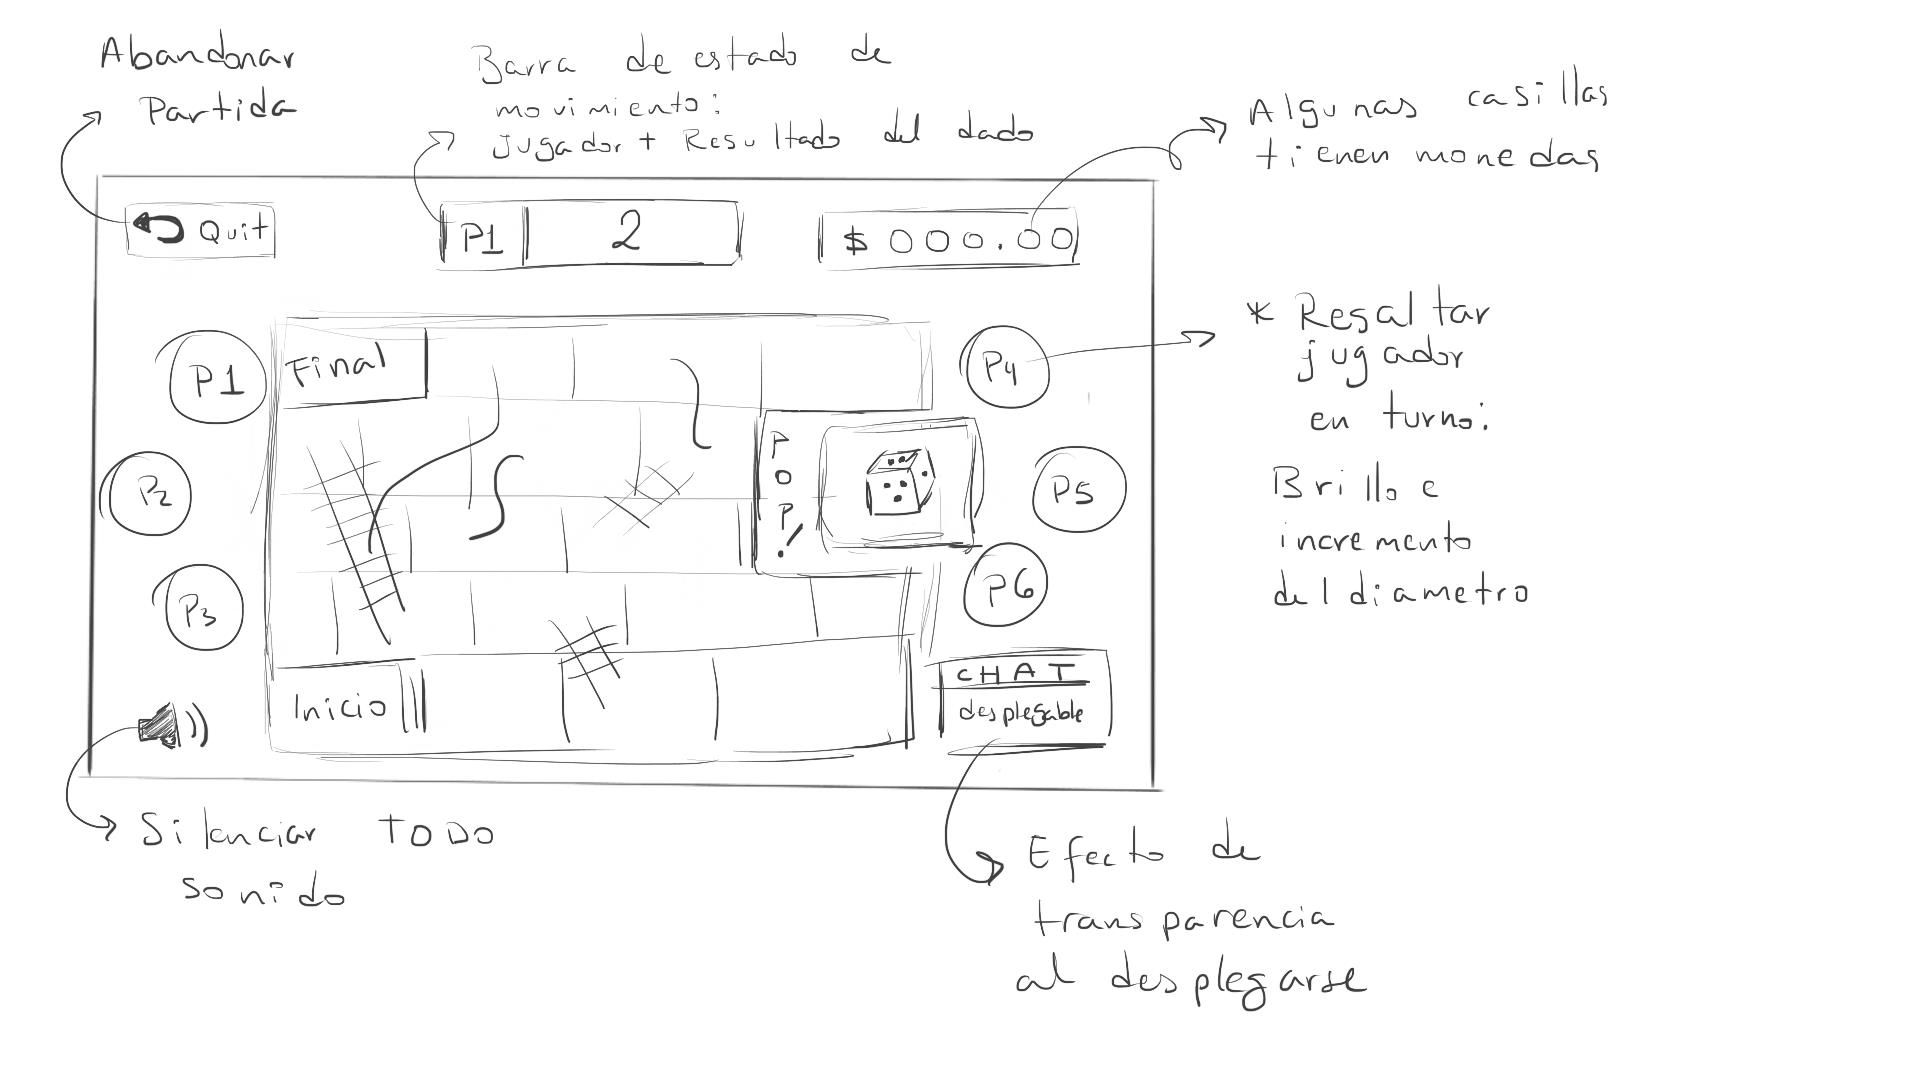 Abandonar
Partida
Barra de estado de
movimiento:
jugador + Resultado del dado
Algunas casillas
tienen monedas
Quit
P1
2
$ 000.00
P1
Final
P4
* Resaltar
jugador
en turno:
Brillo e
incremento
del diametro
P2
POP!
P5
P3
P6
Inicio
CHAT
desplegable
Silenciar TODO
sonido
Efecto de
transparencia
al desplegarse